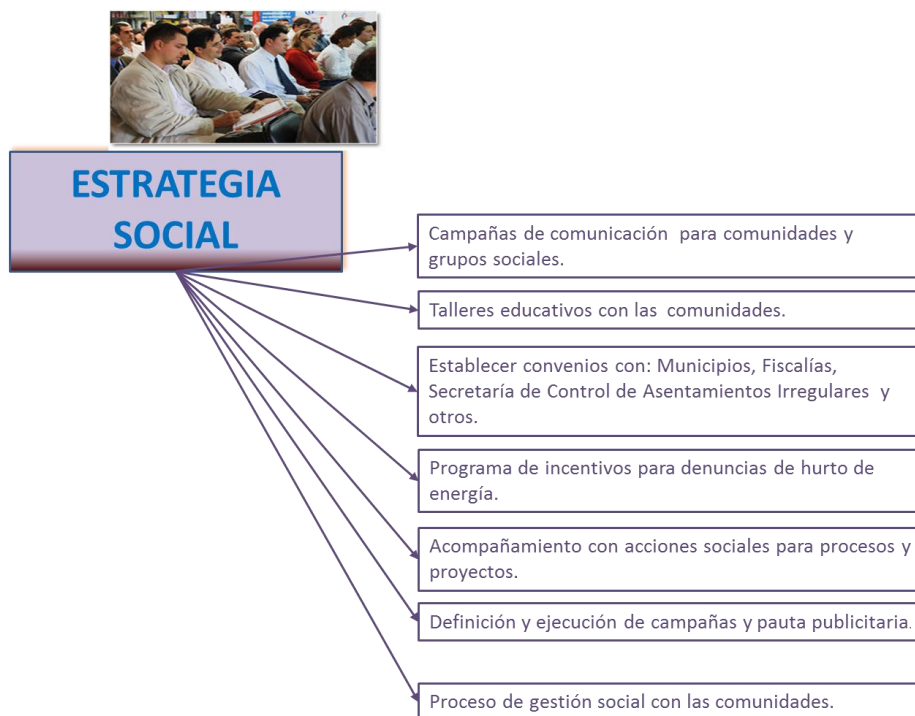 ESTRATEGIA
SOCIAL
Campañas de comunicación  para comunidades y
grupos sociales.
Talleres educativos con las  comunidades.
Establecer convenios con: Municipios, Fiscalías,
Secretaría de Control de Asentamientos Irregulares  y
otros.
Programa de incentivos para denuncias de hurto de
energía.
Acompañamiento con acciones sociales para procesos y
proyectos.
Definición y ejecución de campañas y pauta publicitaria.
Proceso de gestión social con las comunidades.